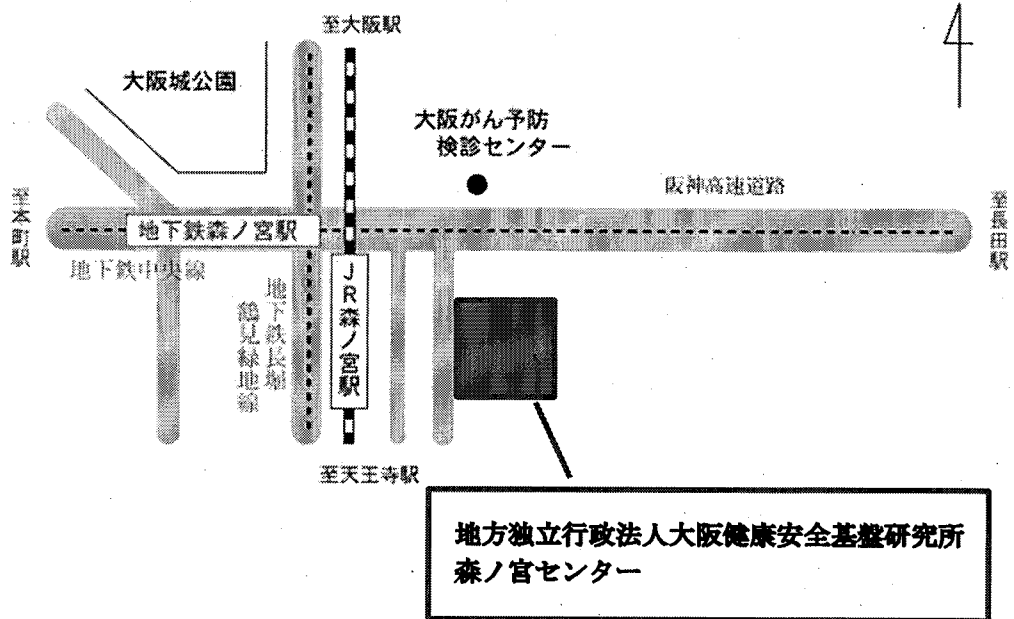 至大阪駅
大阪城公園
大阪がん予防
検診センター
阪神高速道路
至本町駅
至長田駅
地下鉄森ノ宮駅
地下鉄中央線
JR森ノ宮駅
地下鉄長堀
鶴見緑地線
至天王寺駅
地方独立行政法人大阪健康安全基盤研究所
森ノ宮センター